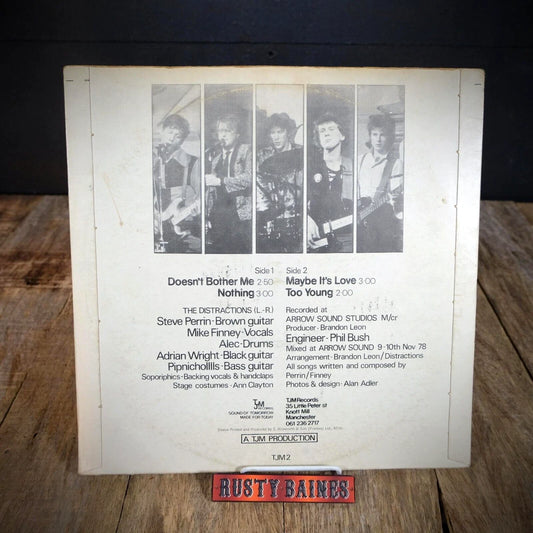 Side 1
Doesn't Bother Me 2·50
Nothing 3·00
Side 2
Maybe It's Love 3·00
Too Young 2·00
THE DISTRACTIONS (L.-R.)
Steve Perrin·Brown guitar
Mike Finney·Vocals
Alec·Drums
Adrian Wright·Black guitar
Pipnichollls·Bass guitar
Soporiphics·Backing vocals & handclaps
Stage costumes·Ann Clayton
Recorded at
ARROW SOUND STUDIOS M/cr
Producer·Brandon Leon
Engineer·Phil Bush
Mixed at ARROW SOUND 9·10th Nov 78
Arrangement·Brandon Leon/Distractions
All songs written and composed by
Perrin/Finney
Photos & design·Alan Adler
TJM
RECORDS
SOUND OF TOMORROW
MADE FOR TODAY
TJM Records
35 Little Peter st
Knott Mill
Manchester
061 236 2717
A TJM PRODUCTION
TJM 2
RUSTY BAINES